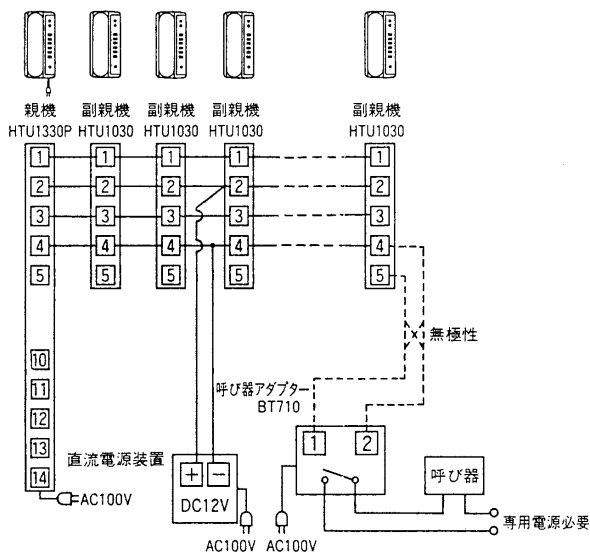 親機 副親機 副親機 副親機 副親機
HTU1330P HTU1030 HTU1030 HTU1030 HTU1030
1 1 1 1 1
2 2 2 2 2
3 3 3 3 3
4 4 4 4 4
5 5 5 5 5
無極性
10
11
12
13
14
呼び器アダプター
BT710
1 2
直流電源装置
+ −
DC12V
呼び器
AC100V
専用電源必要
AC100V AC100V